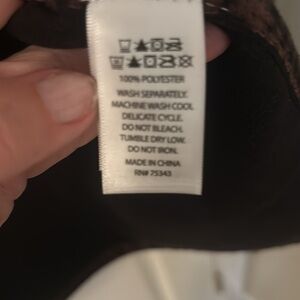 100% POLYESTER
WASH SEPARATELY.
MACHINE WASH COOL
DELICATE CYCLE.
DO NOT BLEACH.
TUMBLE DRY LOW.
DO NOT IRON.
MADE IN CHINA
RN# 75343